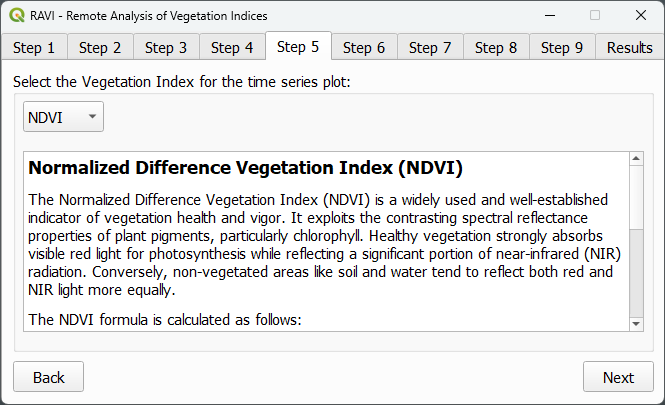 RAVI - Remote Analysis of Vegetation Indices
Step 1 Step 2 Step 3 Step 4 Step 5 Step 6 Step 7 Step 8 Step 9 Results
Select the Vegetation Index for the time series plot:
NDVI
Normalized Difference Vegetation Index (NDVI)
The Normalized Difference Vegetation Index (NDVI) is a widely used and well-established
indicator of vegetation health and vigor. It exploits the contrasting spectral reflectance
properties of plant pigments, particularly chlorophyll. Healthy vegetation strongly absorbs
visible red light for photosynthesis while reflecting a significant portion of near-infrared (NIR)
radiation. Conversely, non-vegetated areas like soil and water tend to reflect both red and
NIR light more equally.
The NDVI formula is calculated as follows:
Back Next